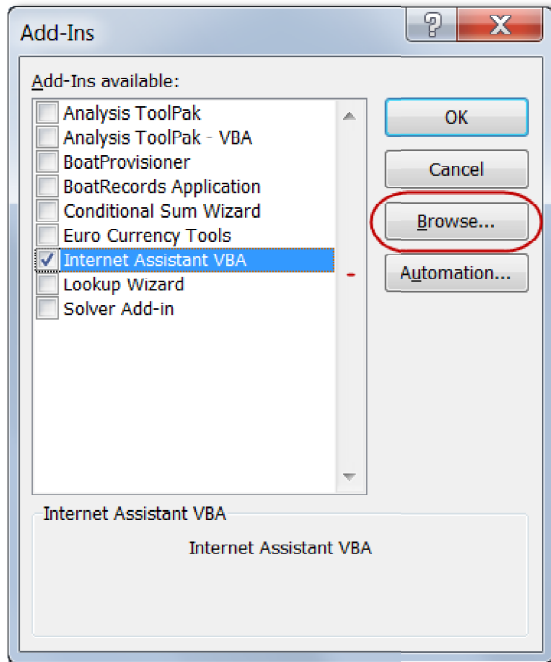 Add-Ins
Add-Ins available:
Analysis ToolPak
Analysis ToolPak - VBA
BoatProvisioner
BoatRecords Application
Conditional Sum Wizard
Euro Currency Tools
Internet Assistant VBA
Lookup Wizard
Solver Add-in
OK
Cancel
Browse...
Automation...
Internet Assistant VBA
Internet Assistant VBA